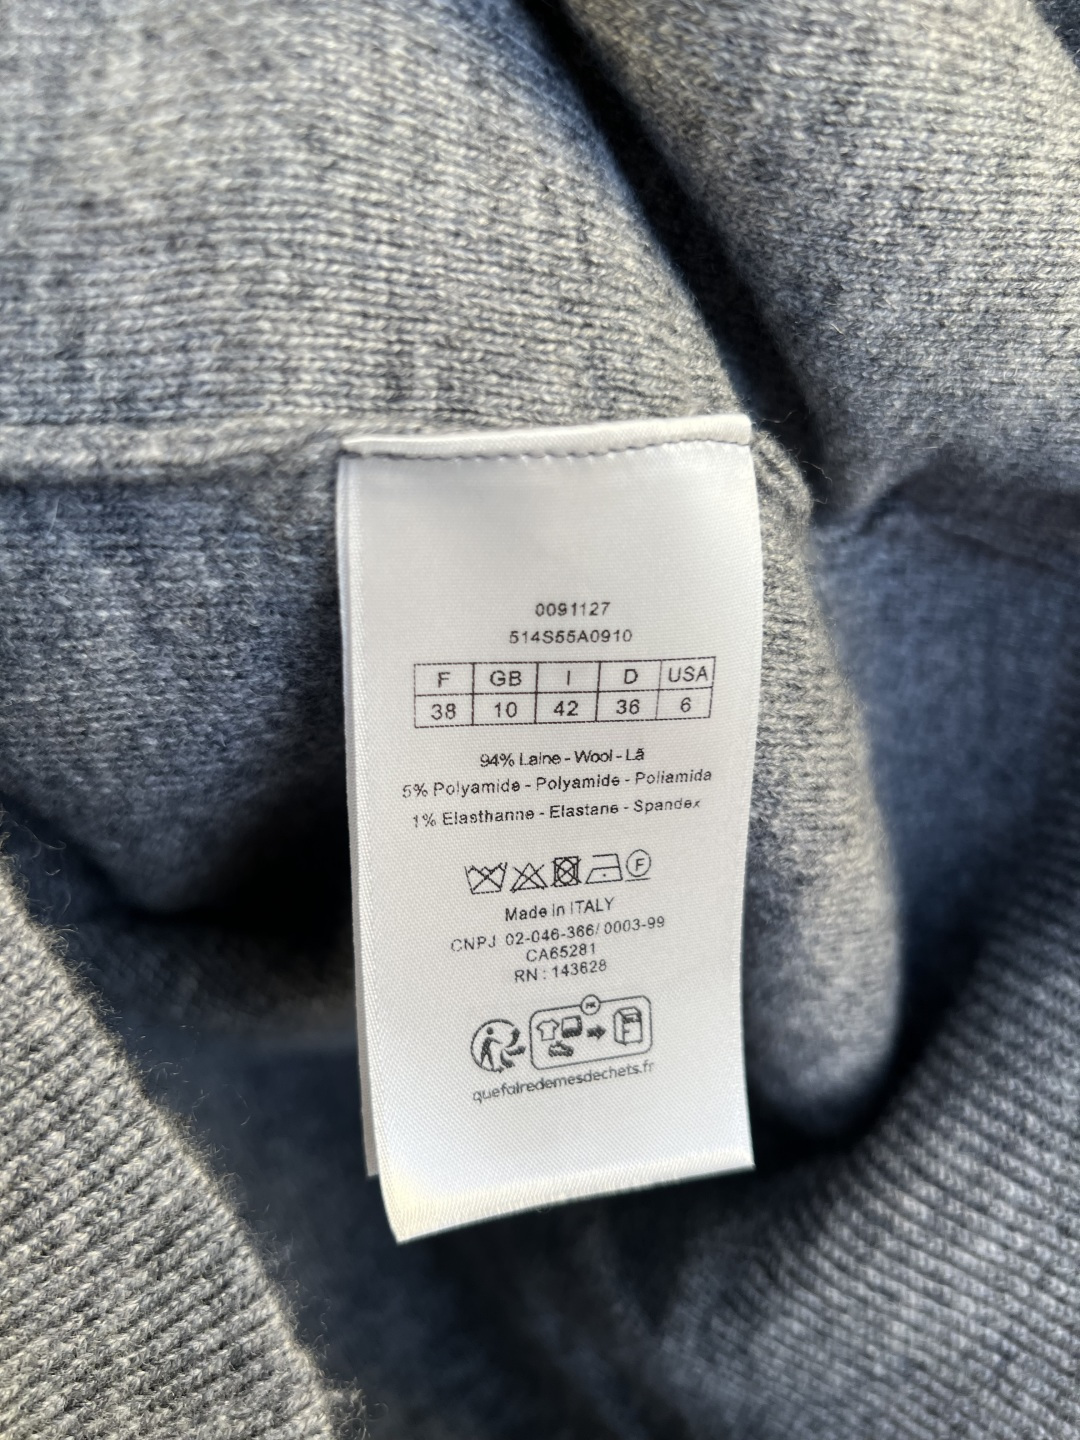 0091127
514S55A0910
F GB I D USA
38 10 42 36 6
94% Laine - Wool - Lã
5% Polyamide - Polyamide - Poliamida
1% Elasthanne - Elastane - Spandex
F
Made in ITALY
CNPJ 02-046-366/ 0003-99
CA65281
RN : 143628
FR
quefairedemesdechets.fr